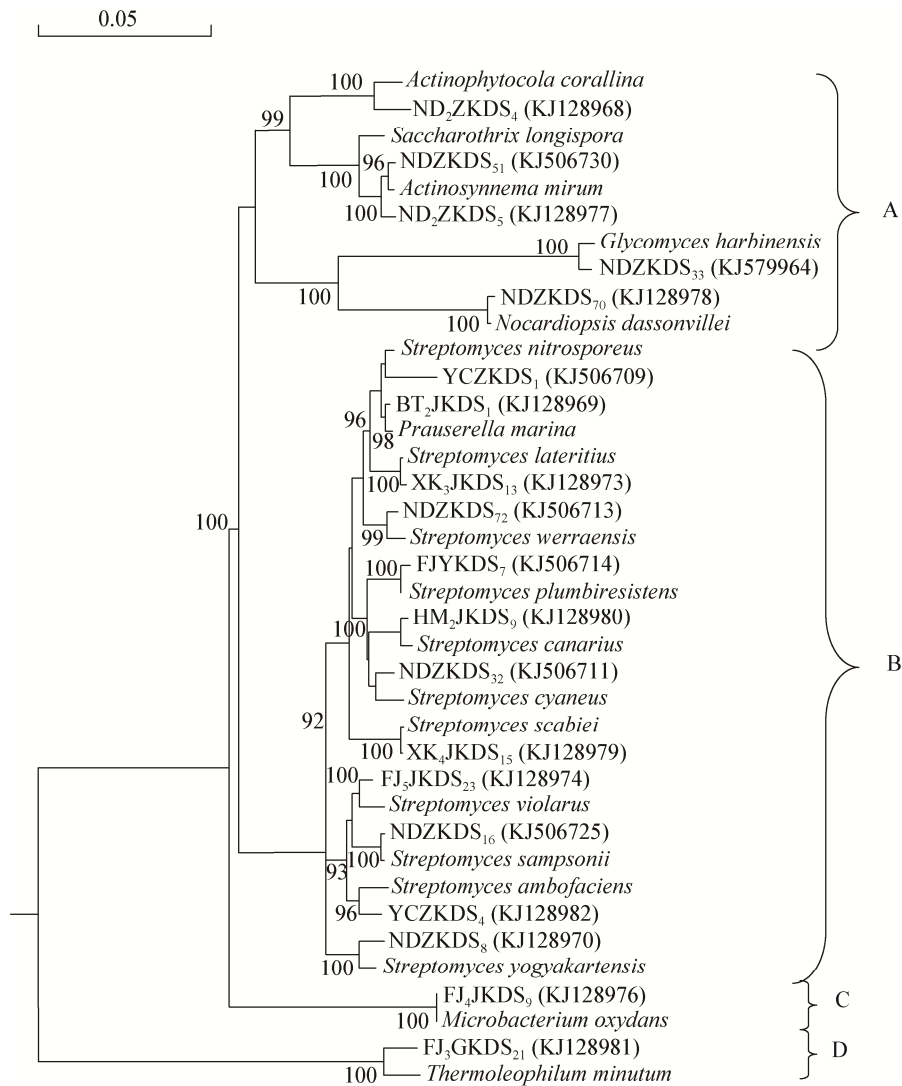 0.05
100
Actinophytocola corallina
ND₂ZKDS₄ (KJ128968)
99
Saccharothrix longispora
96
NDZKDS₅₁ (KJ506730)
100
Actinosynnema mirum
100
ND₂ZKDS₅ (KJ128977)
A
100
Glycomyces harbinensis
NDZKDS₃₃ (KJ579964)
100
NDZKDS₇₀ (KJ128978)
100
Nocardiopsis dassonvillei
Streptomyces nitrosporeus
YCZKDS₁ (KJ506709)
BT₂JKDS₁ (KJ128969)
96
98
Prauserella marina
Streptomyces lateritius
100
XK₃JKDS₁₃ (KJ128973)
NDZKDS₇₂ (KJ506713)
100
99
Streptomyces werraensis
100
FJYKDS₇ (KJ506714)
Streptomyces plumbiresistens
HM₂JKDS₉ (KJ128980)
100
Streptomyces canarius
B
NDZKDS₃₂ (KJ506711)
Streptomyces cyaneus
92
Streptomyces scabiei
100
XK₄JKDS₁₅ (KJ128979)
100
FJ₅JKDS₂₃ (KJ128974)
Streptomyces violarus
NDZKDS₁₆ (KJ506725)
100
Streptomyces sampsonii
93
Streptomyces ambofaciens
96
YCZKDS₄ (KJ128982)
NDZKDS₈ (KJ128970)
100
Streptomyces yogyakartensis
FJ₄JKDS₉ (KJ128976)
C
100
Microbacterium oxydans
FJ₃GKDS₂₁ (KJ128981)
D
100
Thermoleophilum minutum